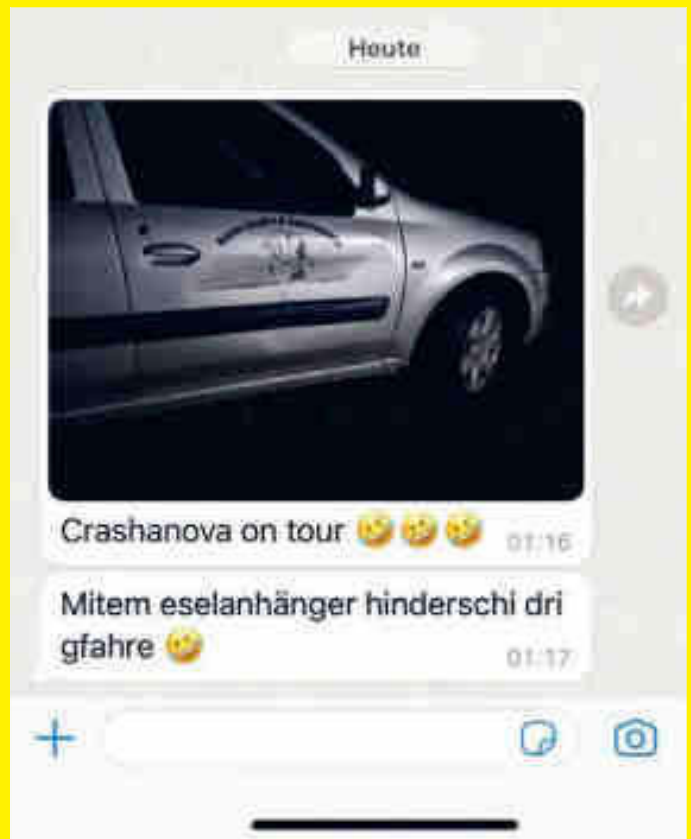 Heute
Crashanova on tour 🤣🤣🤣 01:16
Mitem eselanhänger hinderschi dri
gfahre 🤣 01:17